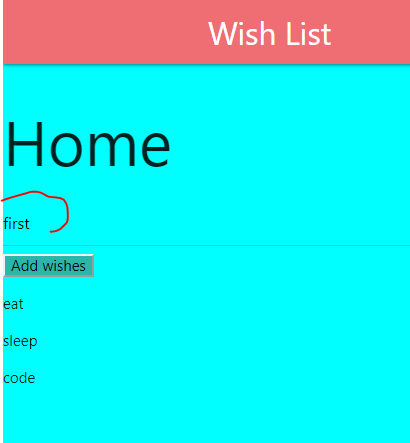 Wish List
Home
first
Add wishes
eat
sleep
code